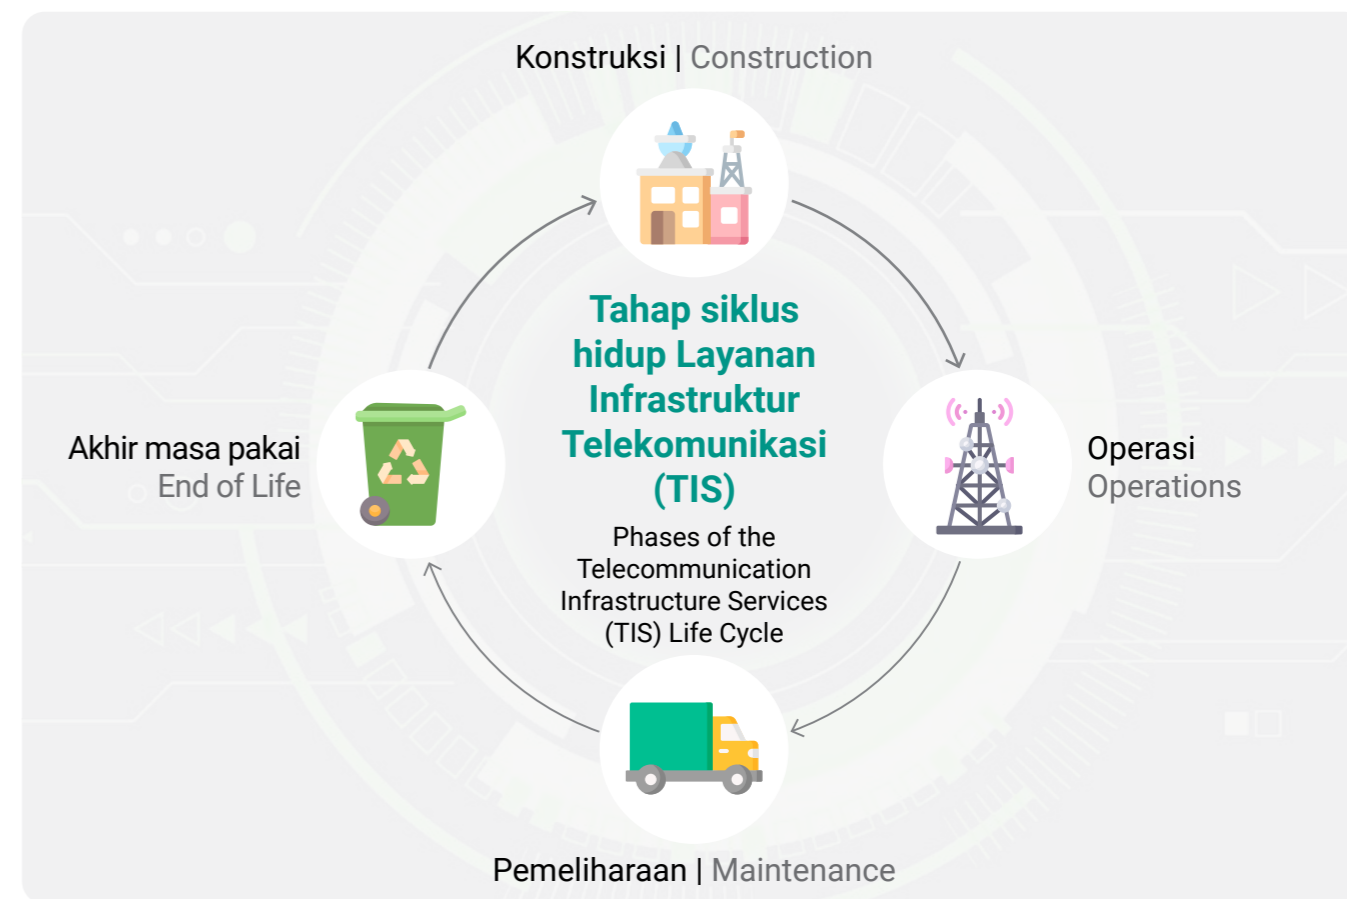 Konstruksi | Construction
Tahap siklus
hidup Layanan
Infrastruktur
Telekomunikasi
(TIS)
Phases of the
Telecommunication
Infrastructure Services
(TIS) Life Cycle
Operasi
Operations
Pemeliharaan | Maintenance
Akhir masa pakai
End of Life